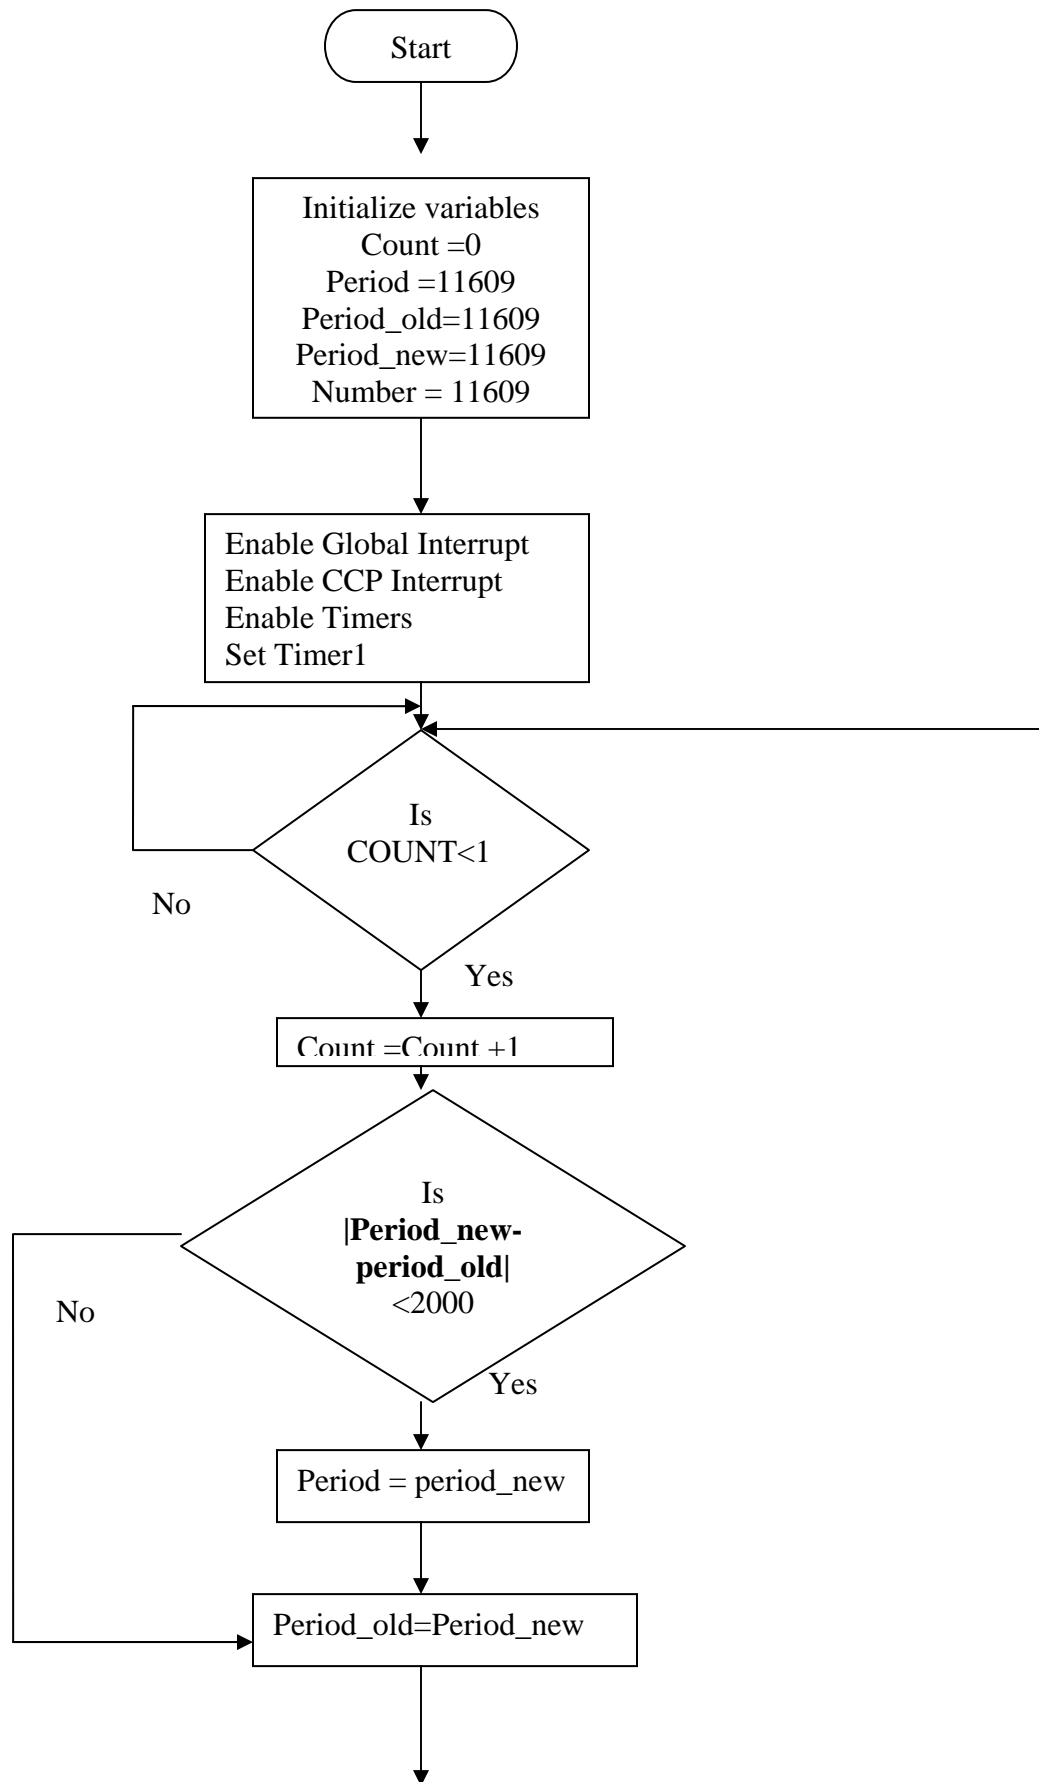 Start
Initialize variables
Count =0
Period =11609
Period_old=11609
Period_new=11609
Number = 11609
Enable Global Interrupt
Enable CCP Interrupt
Enable Timers
Set Timer1
Is
COUNT<1
No
Yes
Count =Count +1
Is
|Period_new-
period_old|
<2000
No
Yes
Period = period_new
Period_old=Period_new